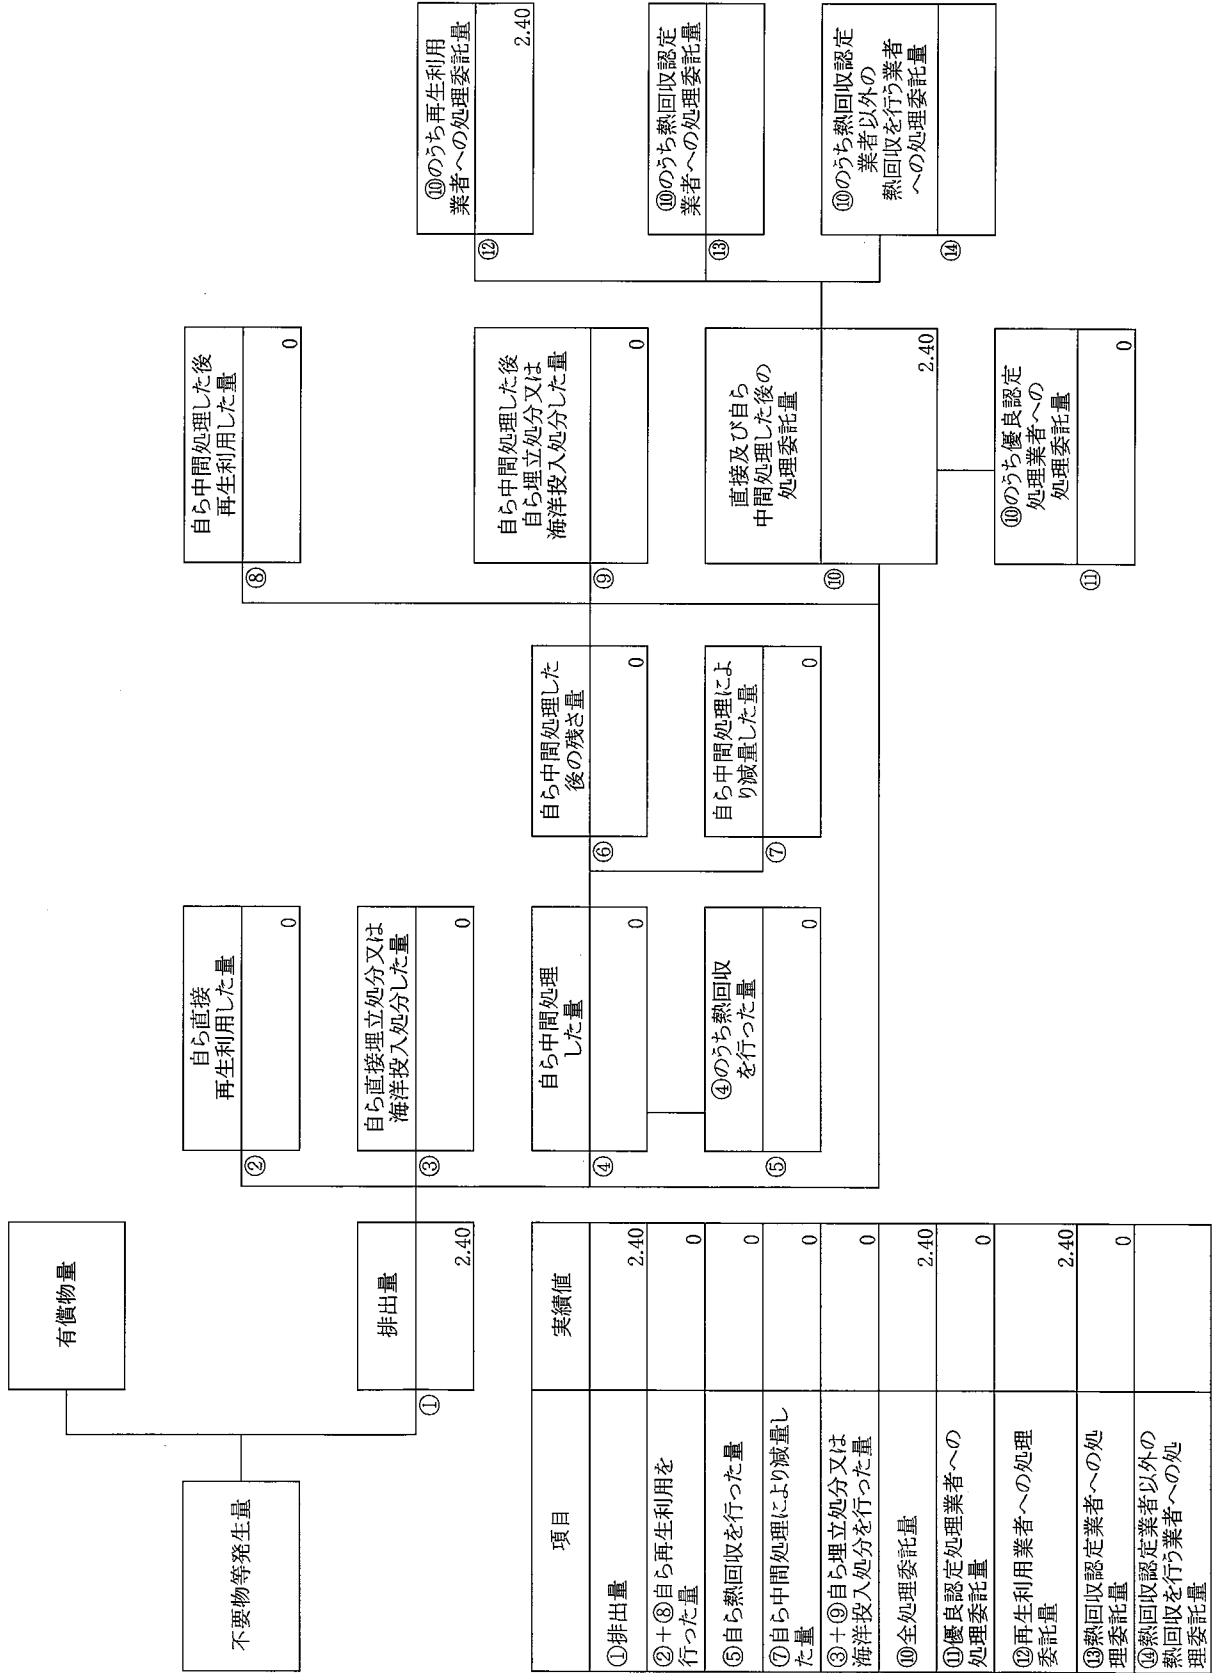 不要物等発生量
有償物量
排出量
①
2.40
自ら直接
再生利用した量
②
0
自ら直接埋立処分又は
海洋投入処分した量
③
0
自ら中間処理
した量
④
0
④のうち熱回収
を行った量
⑤
0
自ら中間処理した
後の残さ量
⑥
0
自ら中間処理によ
り減量した量
⑦
0
自ら中間処理した後
再生利用した量
⑧
0
自ら中間処理した後
自ら埋立処分又は
海洋投入処分した量
⑨
0
直接及び自ら
中間処理した後の
処理委託量
⑩
2.40
⑩のうち優良認定
処理業者への
処理委託量
⑪
0
⑩のうち再生利用
業者への処理委託量
⑫
2.40
⑩のうち熱回収認定
業者への処理委託量
⑬
⑩のうち熱回収認定
業者以外の
熱回収を行う業者
への処理委託量
⑭
項目
実績値
①排出量
2.40
②＋⑧自ら再生利用を
行った量
0
⑤自ら熱回収を行った量
0
⑦自ら中間処理により減量し
た量
0
③＋⑨自ら埋立処分又は
海洋投入処分を行った量
0
⑩全処理委託量
2.40
⑪優良認定処理業者への
処理委託量
0
⑫再生利用業者への処理
委託量
2.40
⑬熱回収認定業者への処
理委託量
0
⑭熱回収認定業者以外の
熱回収を行う業者への処
理委託量